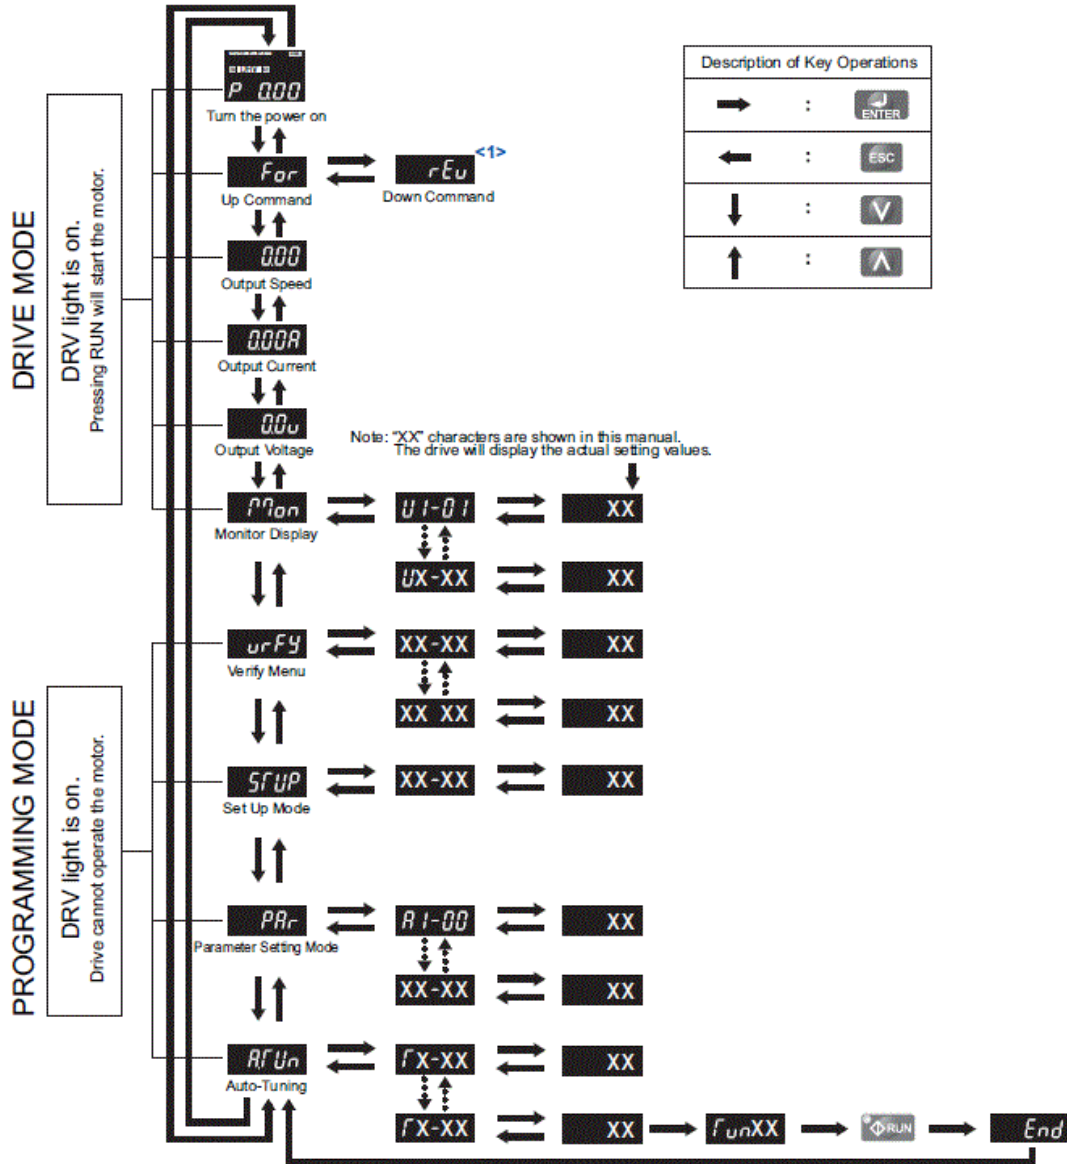 P 0.00
Turn the power on
For
rEv
<1>
Up Command
Down Command
0.00
Output Speed
0.00A
Output Current
0.0v
Output Voltage
Mon
Monitor Display
U1-01
XX
UX-XX
XX
Note: "XX" characters are shown in this manual.
The drive will display the actual setting values.
DRIVE MODE
DRV light is on.
Pressing RUN will start the motor.
Description of Key Operations
:
ENTER
:
ESC
:
V
:
Λ
vrFY
Verify Menu
XX-XX
XX
XX XX
XX
STUP
Set Up Mode
XX-XX
XX
PAr
Parameter Setting Mode
A1-00
XX
XX-XX
XX
A.TUn
Auto-Tuning
TX-XX
XX
TX-XX
XX
TunXX
RUN
End
PROGRAMMING MODE
DRV light is on.
Drive cannot operate the motor.